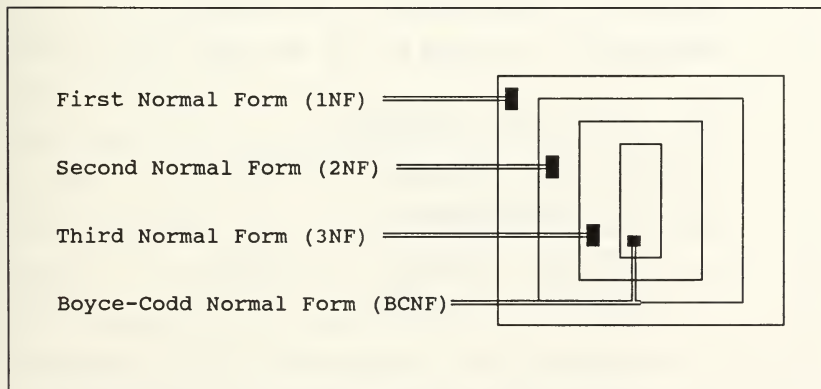 First Normal Form (1NF)
Second Normal Form (2NF)
Third Normal Form (3NF)
Boyce-Codd Normal Form (BCNF)